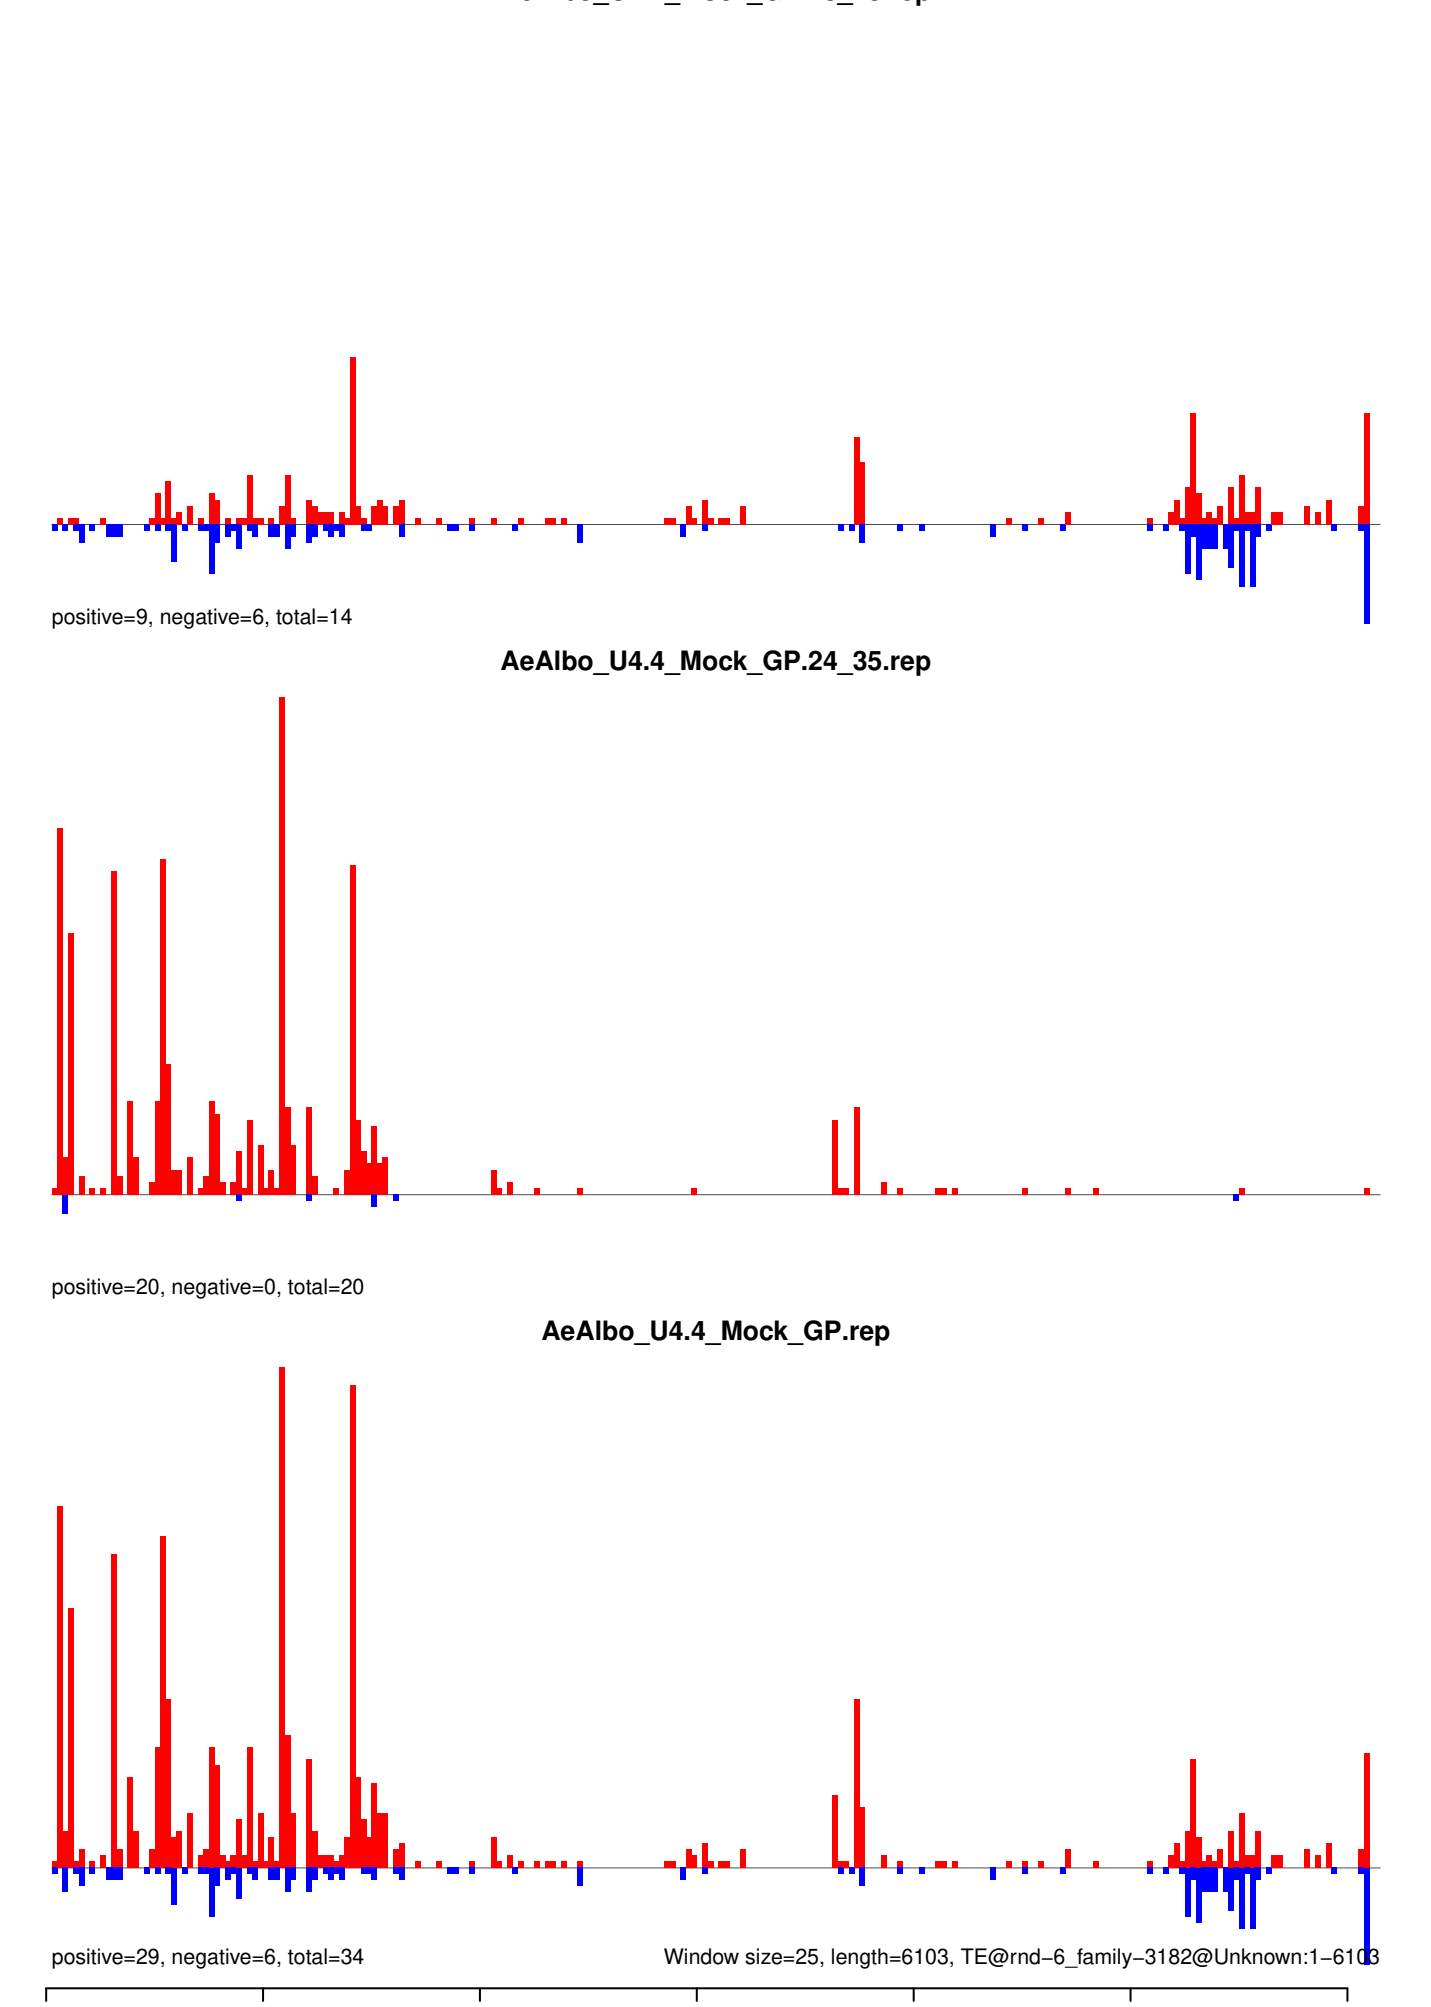 positive=9, negative=6, total=14
AeAlbo_U4.4_Mock_GP.24_35.rep
positive=20, negative=0, total=20
AeAlbo_U4.4_Mock_GP.rep
positive=29, negative=6, total=34
Window size=25, length=6103, TE@rnd−6_family−3182@Unknown:1−6103